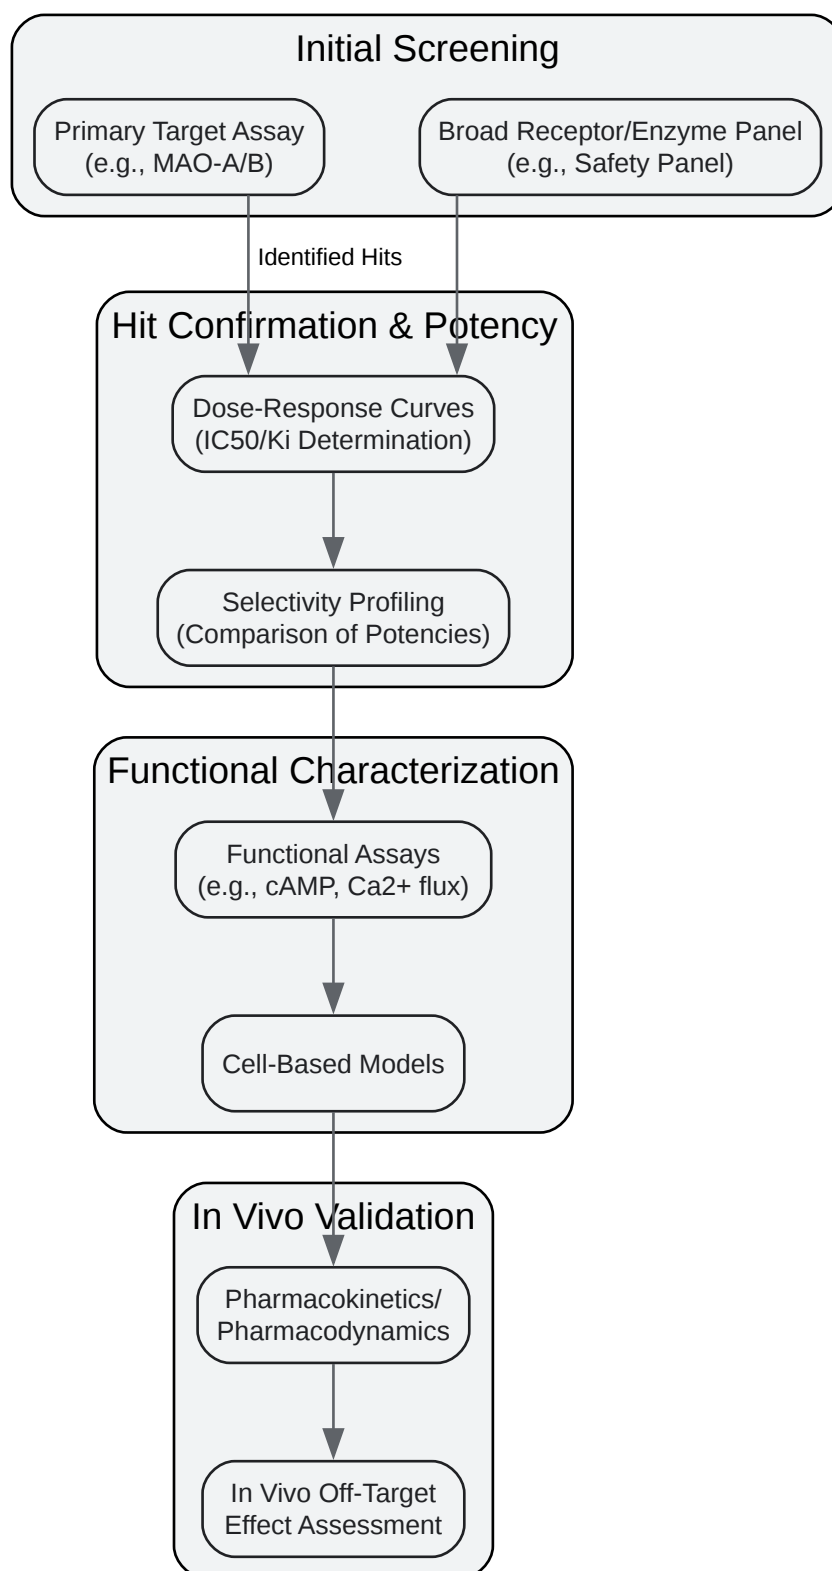 Initial Screening
Primary Target Assay
(e.g., MAO-A/B)
Broad Receptor/Enzyme Panel
(e.g., Safety Panel)
Identified Hits
Hit Confirmation & Potency
Dose-Response Curves
(IC50/Ki Determination)
Selectivity Profiling
(Comparison of Potencies)
Functional Characterization
Functional Assays
(e.g., cAMP, Ca2+ flux)
Cell-Based Models
In Vivo Validation
Pharmacokinetics/
Pharmacodynamics
In Vivo Off-Target
Effect Assessment